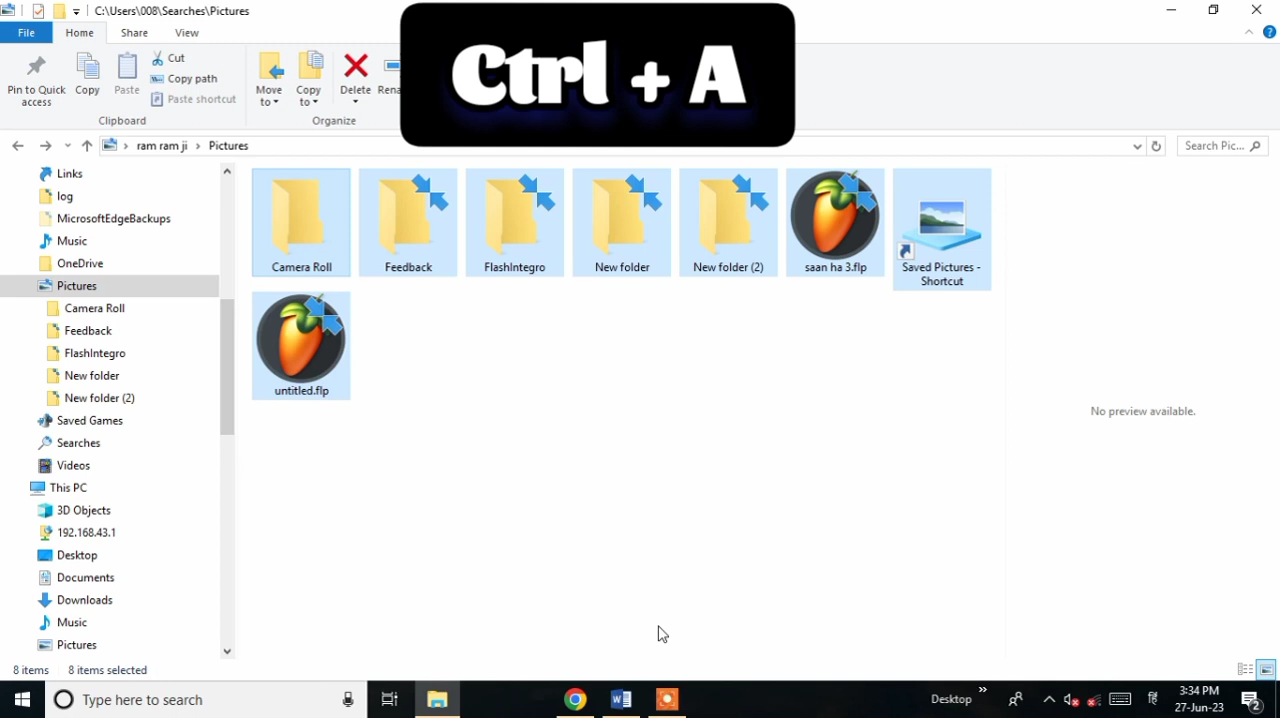 C:\Users\008\Searches\Pictures
File
Home
Share
View
Ctrl + A
Pin to Quick access
Copy
Paste
Cut
Copy path
Paste shortcut
Move to
Copy to
Delete
Rena
Clipboard
Organize
ram ram ji
Pictures
Search Pic...
Links
log
MicrosoftEdgeBackups
Music
OneDrive
Pictures
Camera Roll
Feedback
FlashIntegro
New folder
New folder (2)
Saved Games
Searches
Videos
This PC
3D Objects
192.168.43.1
Desktop
Documents
Downloads
Music
Pictures
Camera Roll
Feedback
FlashIntegro
New folder
New folder (2)
saan ha 3.flp
Saved Pictures -
Shortcut
untitled.flp
No preview available.
8 items
8 items selected
Type here to search
Desktop
3:34 PM
27-Jun-23
2